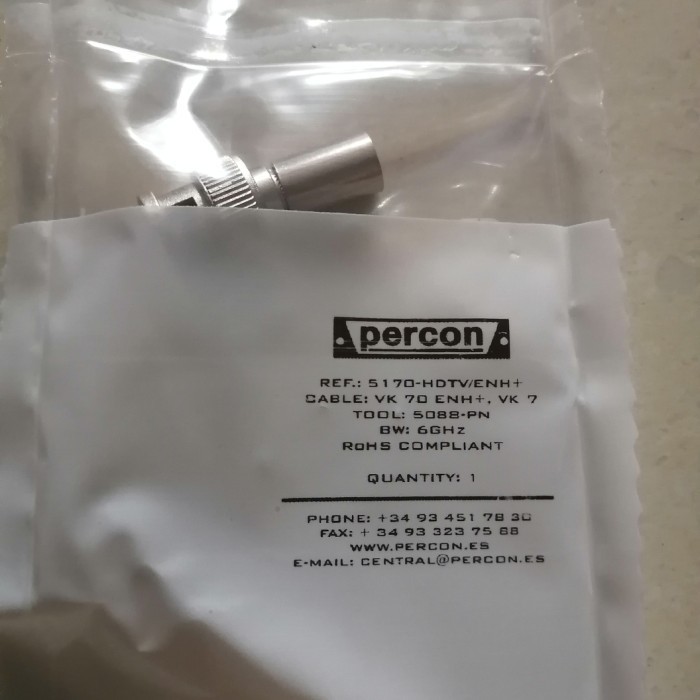 percon
REF.: 5170-HDTV/ENH+
CABLE: VK 70 ENH+, VK 7
TOOL: 5088-PN
BW: 6GHz
RoHS COMPLIANT
QUANTITY: 1
PHONE: +34 93 451 78 30
FAX: + 34 93 323 75 88
WWW.PERCON.ES
E-MAIL: CENTRAL@PERCON.ES